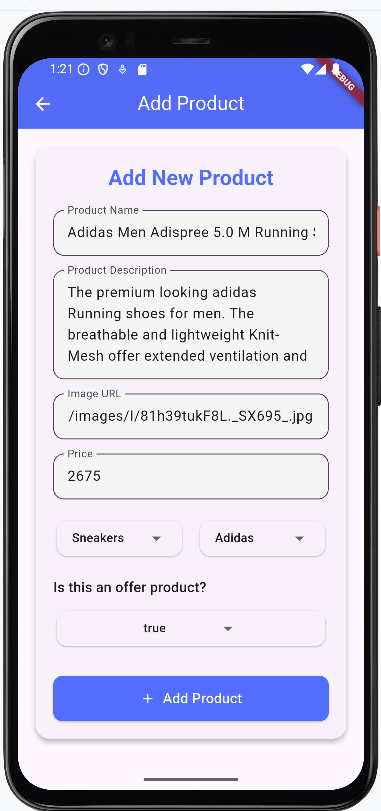 1:21
DEBUG
Add Product
Add New Product
Product Name
Adidas Men Adispree 5.0 M Running
Product Description
The premium looking adidas
Running shoes for men. The
breathable and lightweight Knit-
Mesh offer extended ventilation and
Image URL
/images/I/81h39tukF8L._SX695_.jpg
Price
2675
Sneakers
Adidas
Is this an offer product?
true
+ Add Product